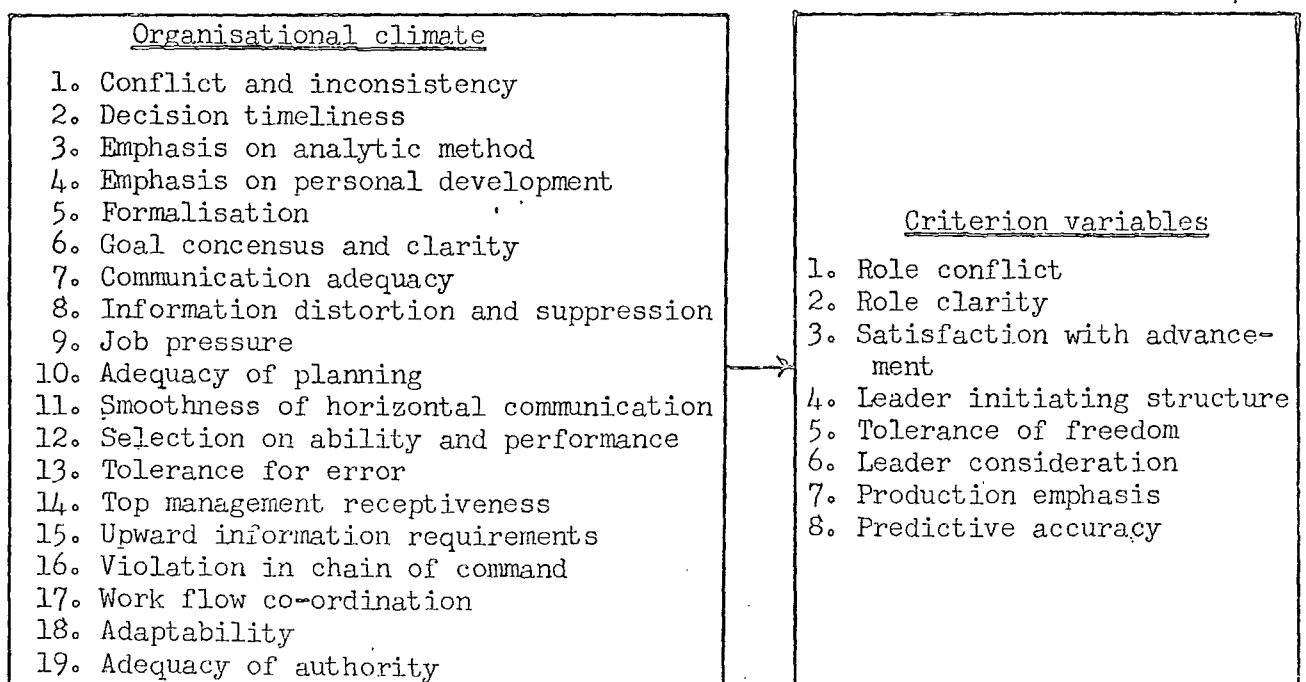 Organisational climate
1. Conflict and inconsistency
2. Decision timeliness
3. Emphasis on analytic method
4. Emphasis on personal development
5. Formalisation
6. Goal concensus and clarity
7. Communication adequacy
8. Information distortion and suppression
9. Job pressure
10. Adequacy of planning
11. Smoothness of horizontal communication
12. Selection on ability and performance
13. Tolerance for error
14. Top management receptiveness
15. Upward information requirements
16. Violation in chain of command
17. Work flow co-ordination
18. Adaptability
19. Adequacy of authority
Criterion variables
1. Role conflict
2. Role clarity
3. Satisfaction with advance-
ment
4. Leader initiating structure
5. Tolerance of freedom
6. Leader consideration
7. Production emphasis
8. Predictive accuracy